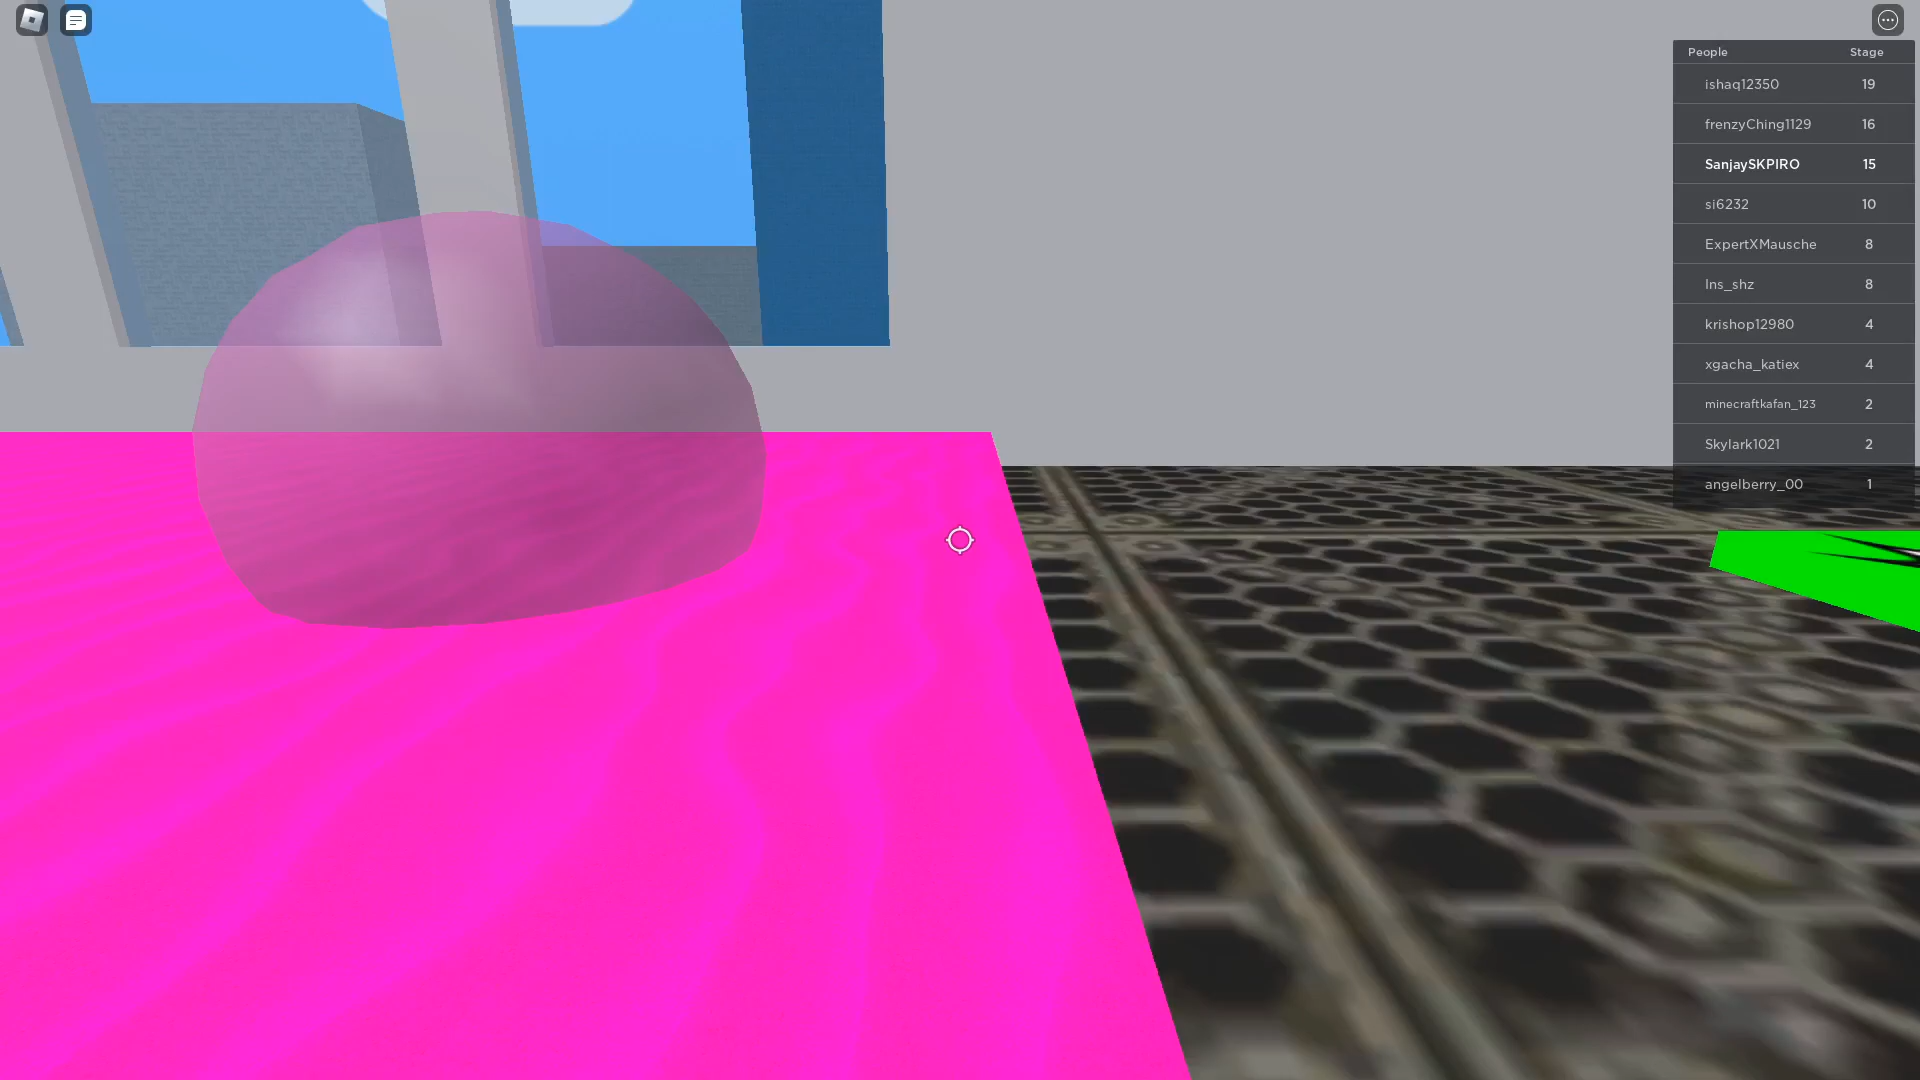 People Stage
ishaq12350 19
frenzyChing1129 16
SanjaySKPIRO 15
si6232 10
ExpertXMausche 8
Ins_shz 8
krishop12980 4
xgacha_katiex 4
minecraftkafan_123 2
Skylark1021 2
angelberry_00 1